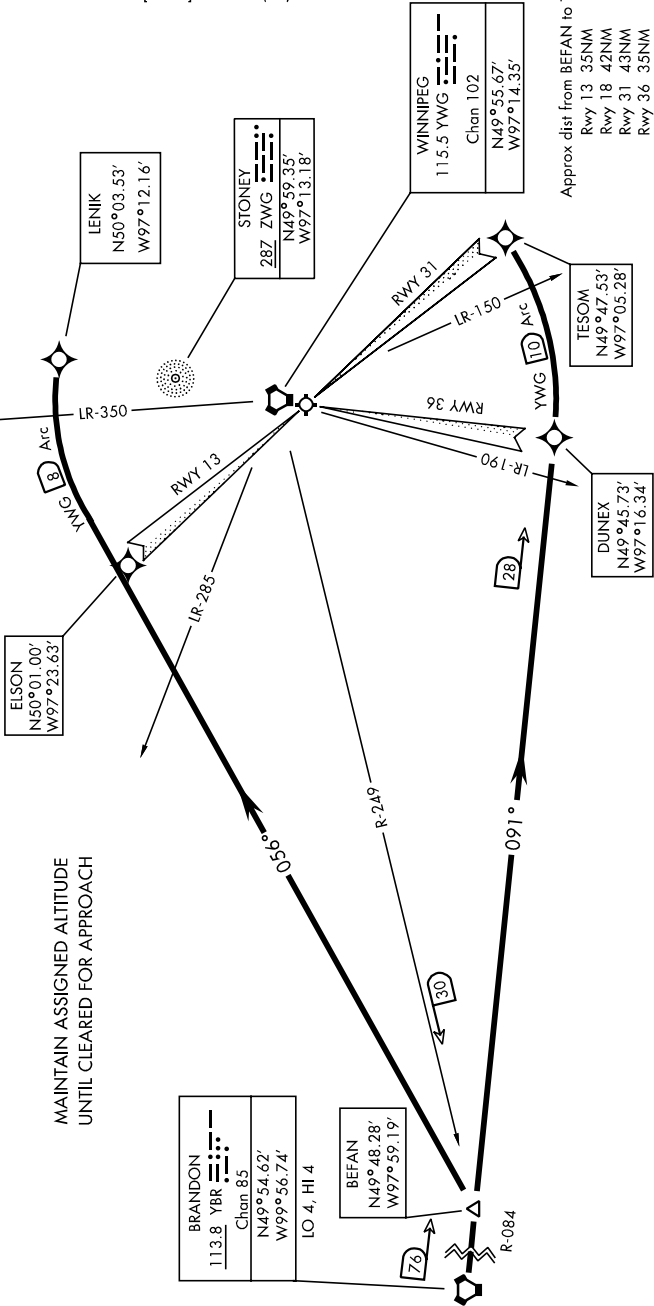 MAINTAIN ASSIGNED ALTITUDE
UNTIL CLEARED FOR APPROACH
BRANDON
113.8 YBR
Chan 85
N49°54.62′
W99°56.74′
LO 4, HI 4
BEFAN
N49°48.28′
W97°59.19′
76
R-084
30
R-249
056°
091°
28
ELSON
N50°01.00′
W97°23.63′
LR-285
RWY 13
YWG 8 Arc
LR-350
LENIK
N50°03.53′
W97°12.16′
STONEY
287 ZWG
N49°59.35′
W97°13.18′
WINNIPEG
115.5 YWG
Chan 102
N49°55.67′
W97°14.35′
RWY 31
LR-150
RWY 36
LR-190
YWG 10 Arc
DUNEX
N49°45.73′
W97°16.34′
TESOM
N49°47.53′
W97°05.28′
Approx dist from BEFAN to
Rwy 13 35NM
Rwy 18 42NM
Rwy 31 43NM
Rwy 36 35NM